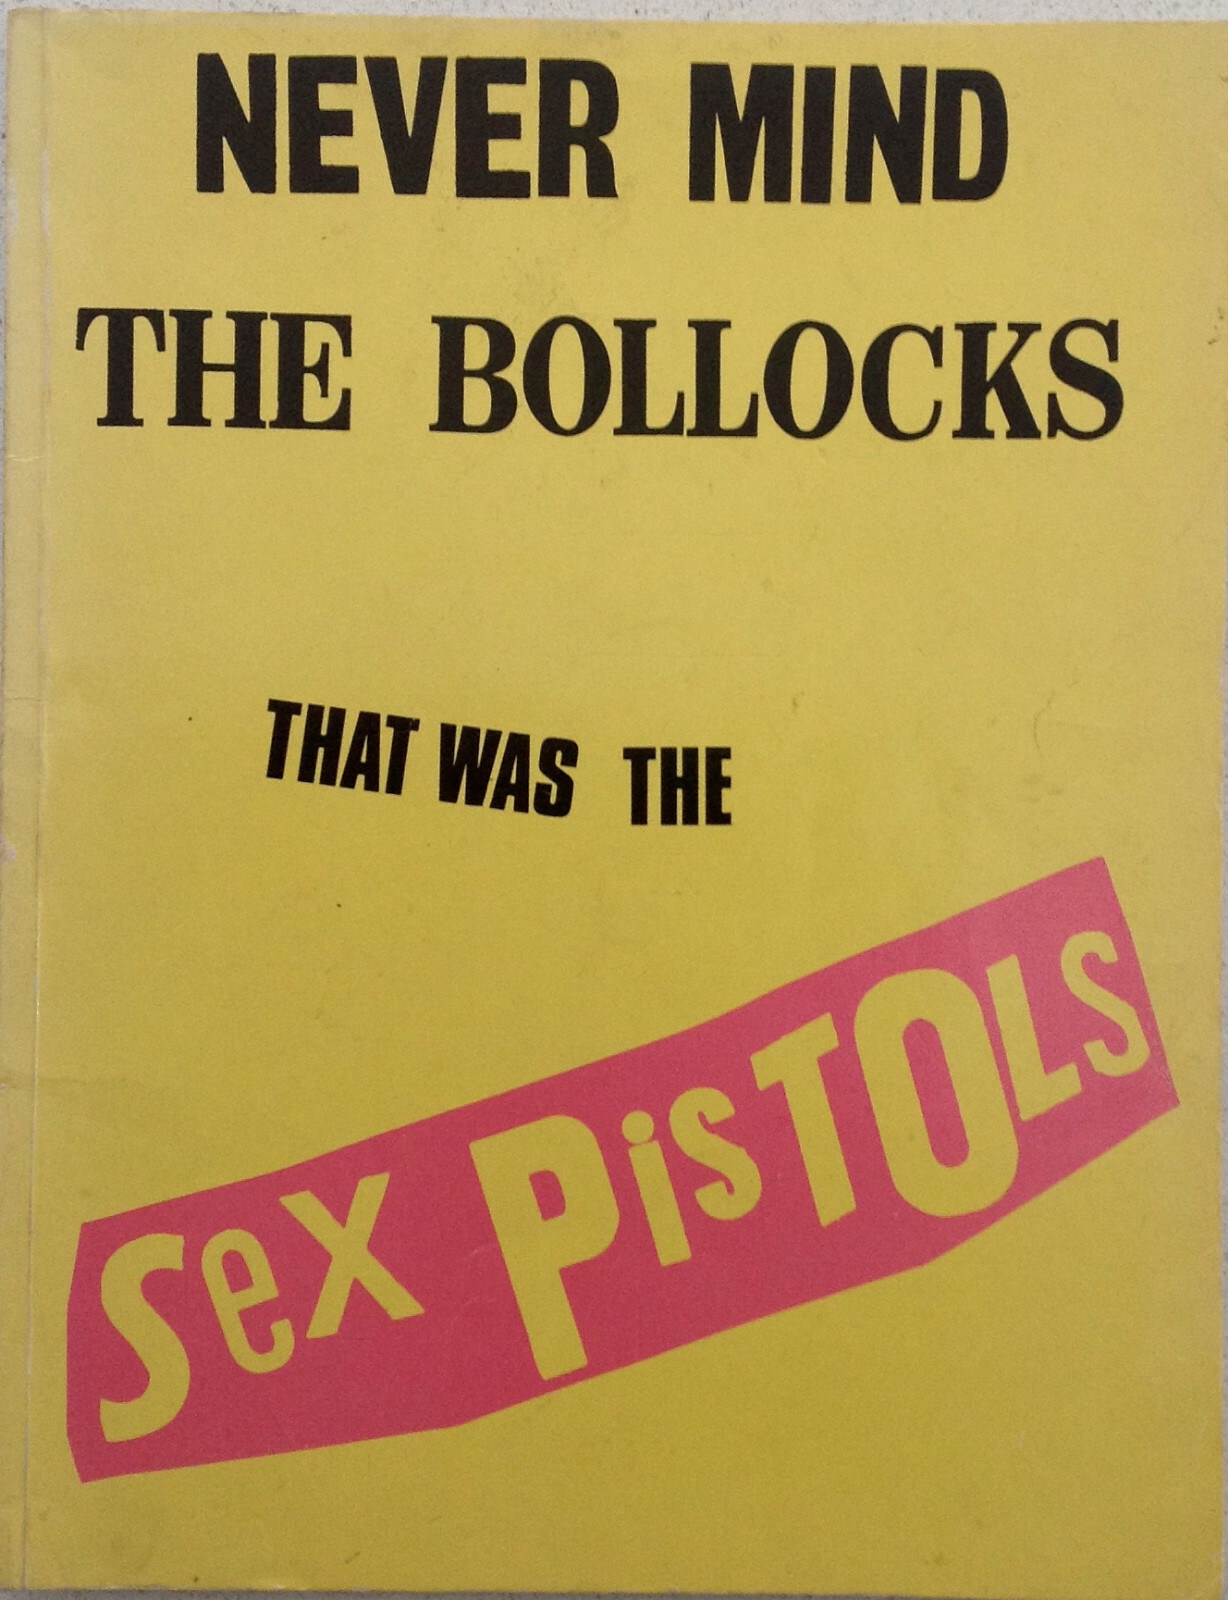 NEVER MIND
THE BOLLOCKS
THAT WAS THE
Sex PisTOLS